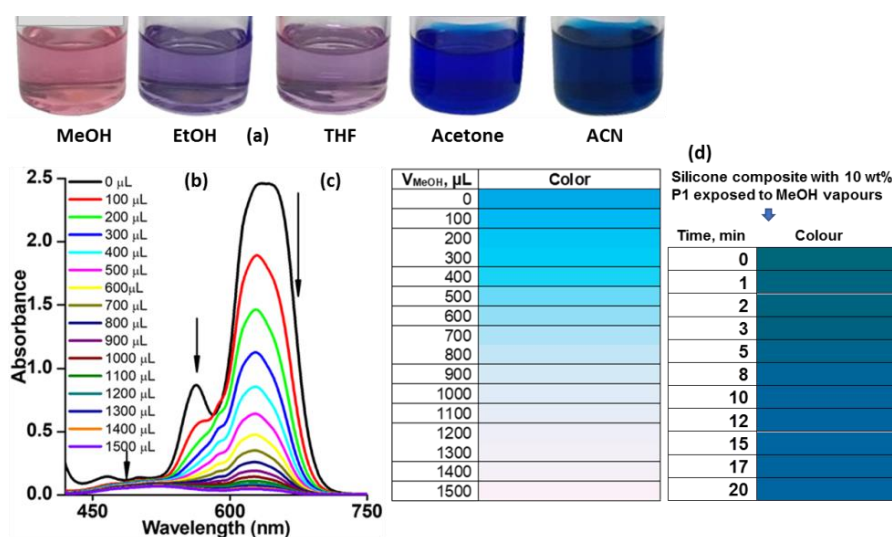 MeOH EtOH (a) THF Acetone ACN
(d)
Silicone composite with 10 wt%
P1 exposed to MeOH vapours
Time, min Colour
0
1
2
3
5
8
10
12
15
17
20
(b) (c)
Absorbance
2.5
2.0
1.5
1.0
0.5
0.0
0 µL
100 µL
200 µL
300 µL
400 µL
500 µL
600µL
700 µL
800 µL
900 µL
1000 µL
1100 µL
1200 µL
1300 µL
1400 µL
1500 µL
450 600 750
Wavelength (nm)
VMeOH, µL Color
0
100
200
300
400
500
600
700
800
900
1000
1100
1200
1300
1400
1500